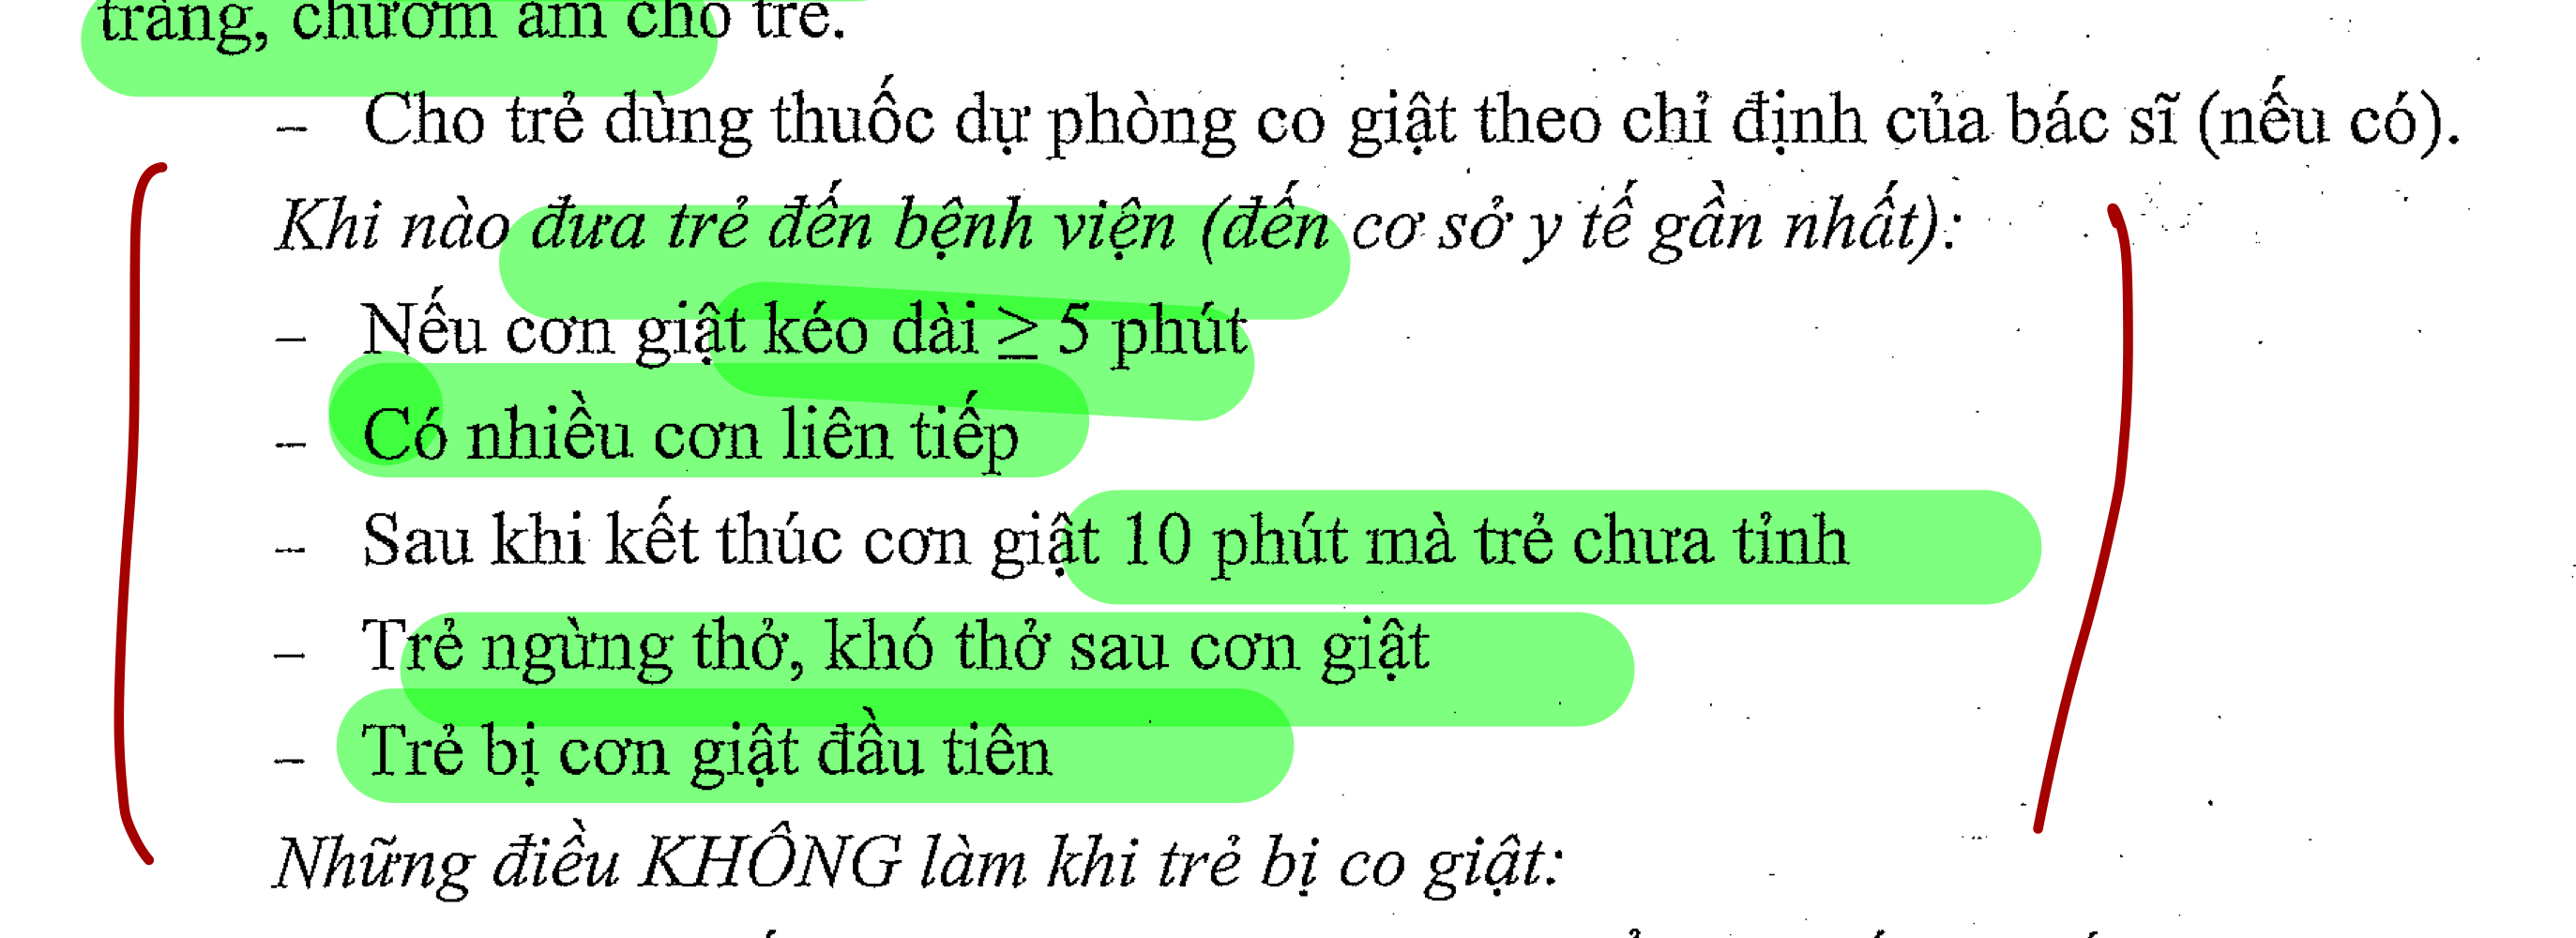 tràng, chườm ấm cho trẻ.
– Cho trẻ dùng thuốc dự phòng co giật theo chỉ định của bác sĩ (nếu có).
Khi nào đưa trẻ đến bệnh viện (đến cơ sở y tế gần nhất):
– Nếu cơn giật kéo dài ≥ 5 phút
– Có nhiều cơn liên tiếp
– Sau khi kết thúc cơn giật 10 phút mà trẻ chưa tỉnh
– Trẻ ngừng thở, khó thở sau cơn giật
– Trẻ bị cơn giật đầu tiên
Những điều KHÔNG làm khi trẻ bị co giật: